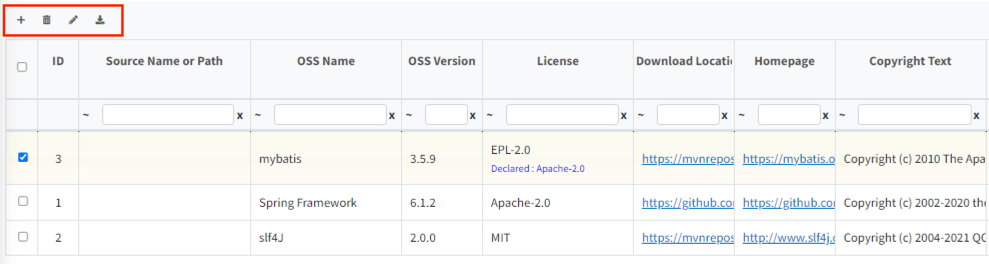 ID Source Name or Path OSS Name OSS Version License Download Locati Homepage Copyright Text
~ x ~ x ~ x ~ x ~ x ~ x ~ x
3 mybatis 3.5.9 EPL-2.0 https://mvnrepos https://mybatis.o Copyright (c) 2010 The Apa
Declared : Apache-2.0
1 Spring Framework 6.1.2 Apache-2.0 https://github.co https://github.co Copyright (c) 2002-2020 the
2 slf4J 2.0.0 MIT https://mvnrepos http://www.slf4j.o Copyright (c) 2004-2021 QO